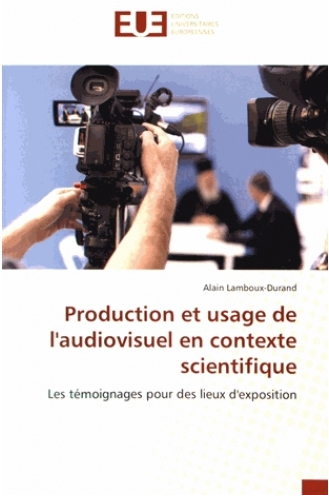 EUE
EDITIONS
UNIVERSITAIRES
EUROPEENNES
Alain Lamboux-Durand
Production et usage de
l'audiovisuel en contexte
scientifique
Les témoignages pour des lieux d'exposition